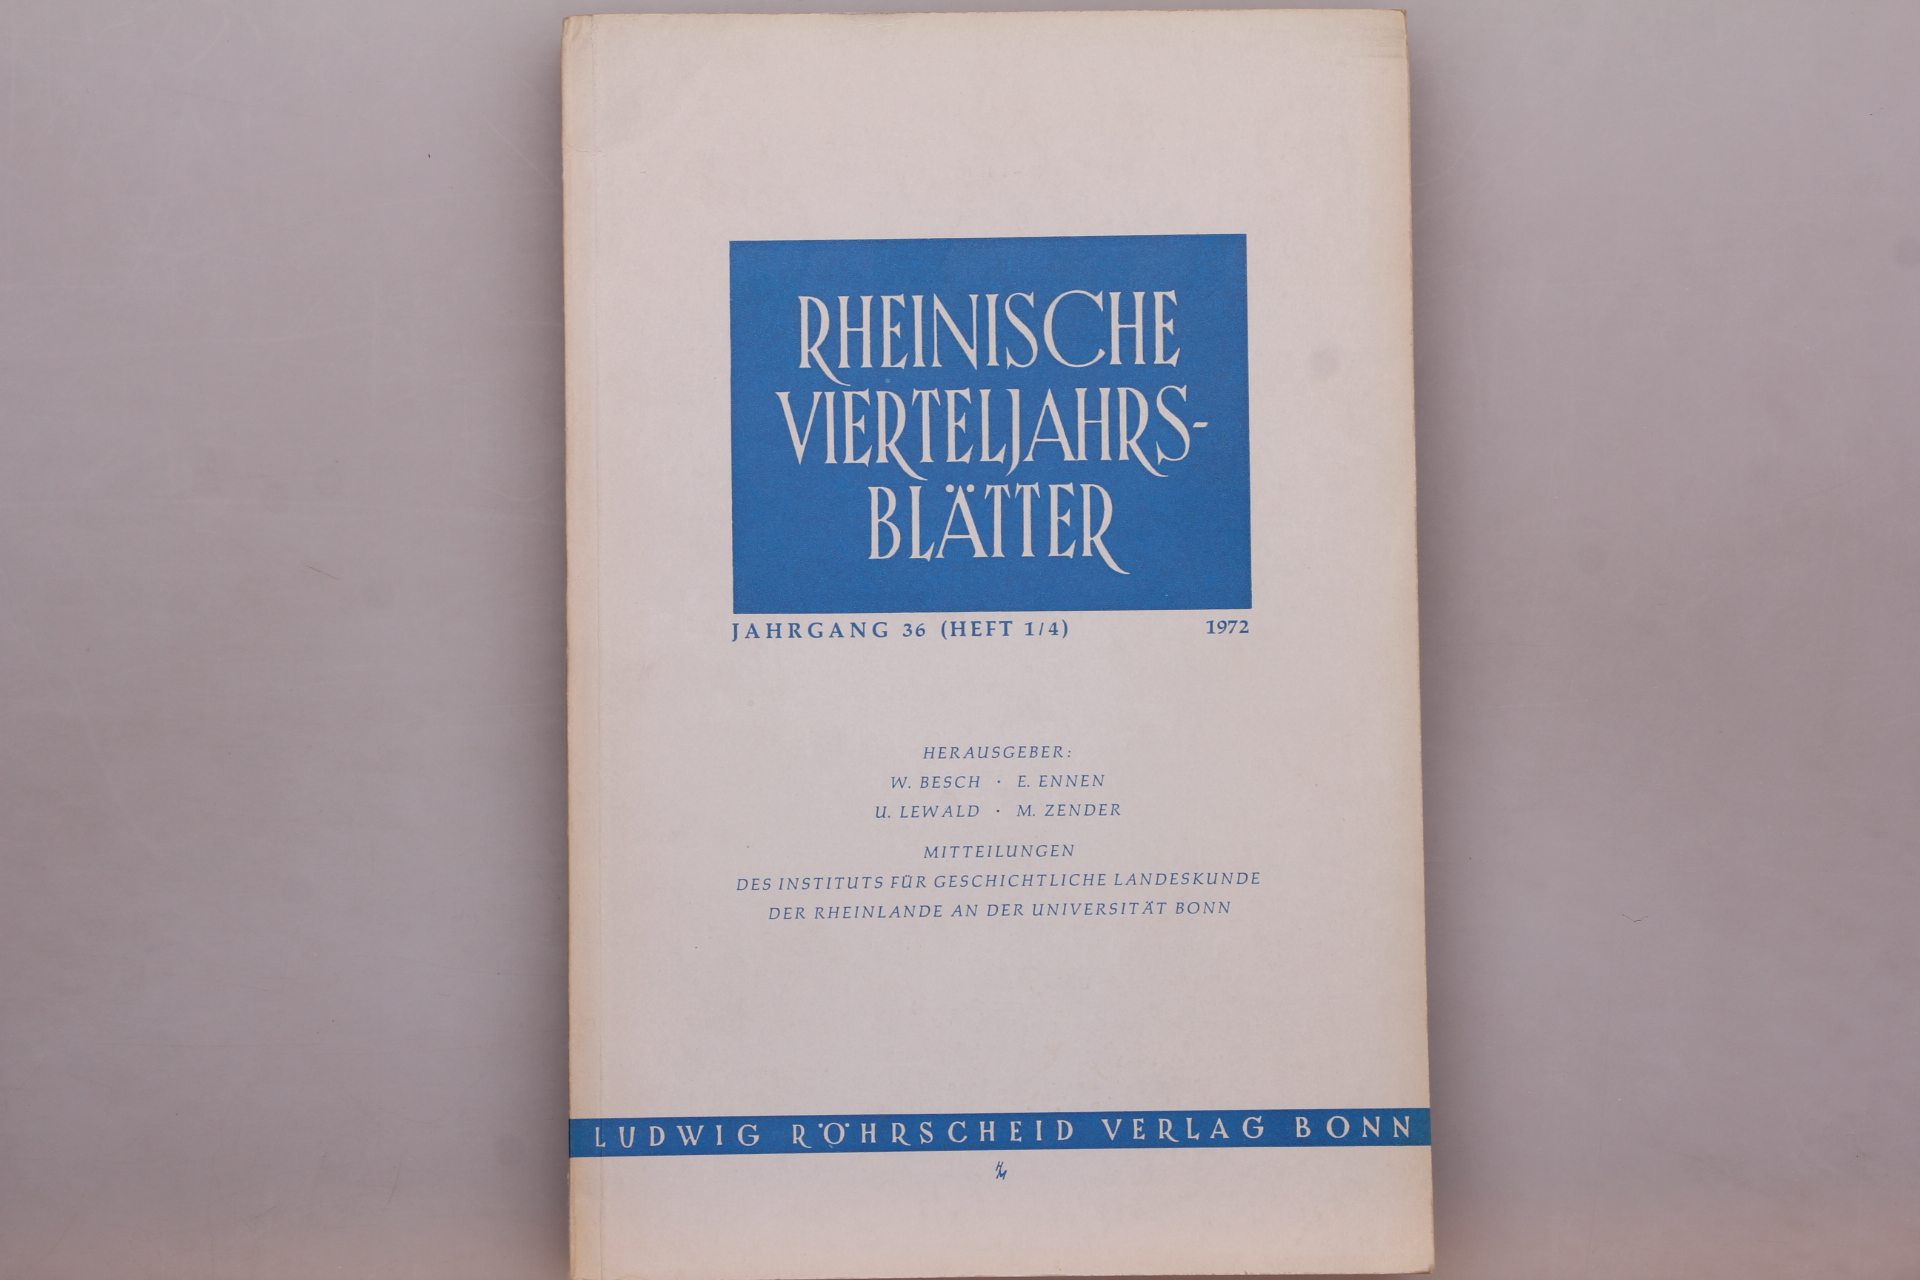 RHEINISCHE
VIERTELJAHRS-
BLÄTTER
JAHRGANG 36 (HEFT 1/4) 1972
HERAUSGEBER:
W. BESCH · E. ENNEN
U. LEWALD · M. ZENDER
MITTEILUNGEN
DES INSTITUTS FÜR GESCHICHTLICHE LANDESKUNDE
DER RHEINLANDE AN DER UNIVERSITÄT BONN
LUDWIG RÖHRSCHEID VERLAG BONN